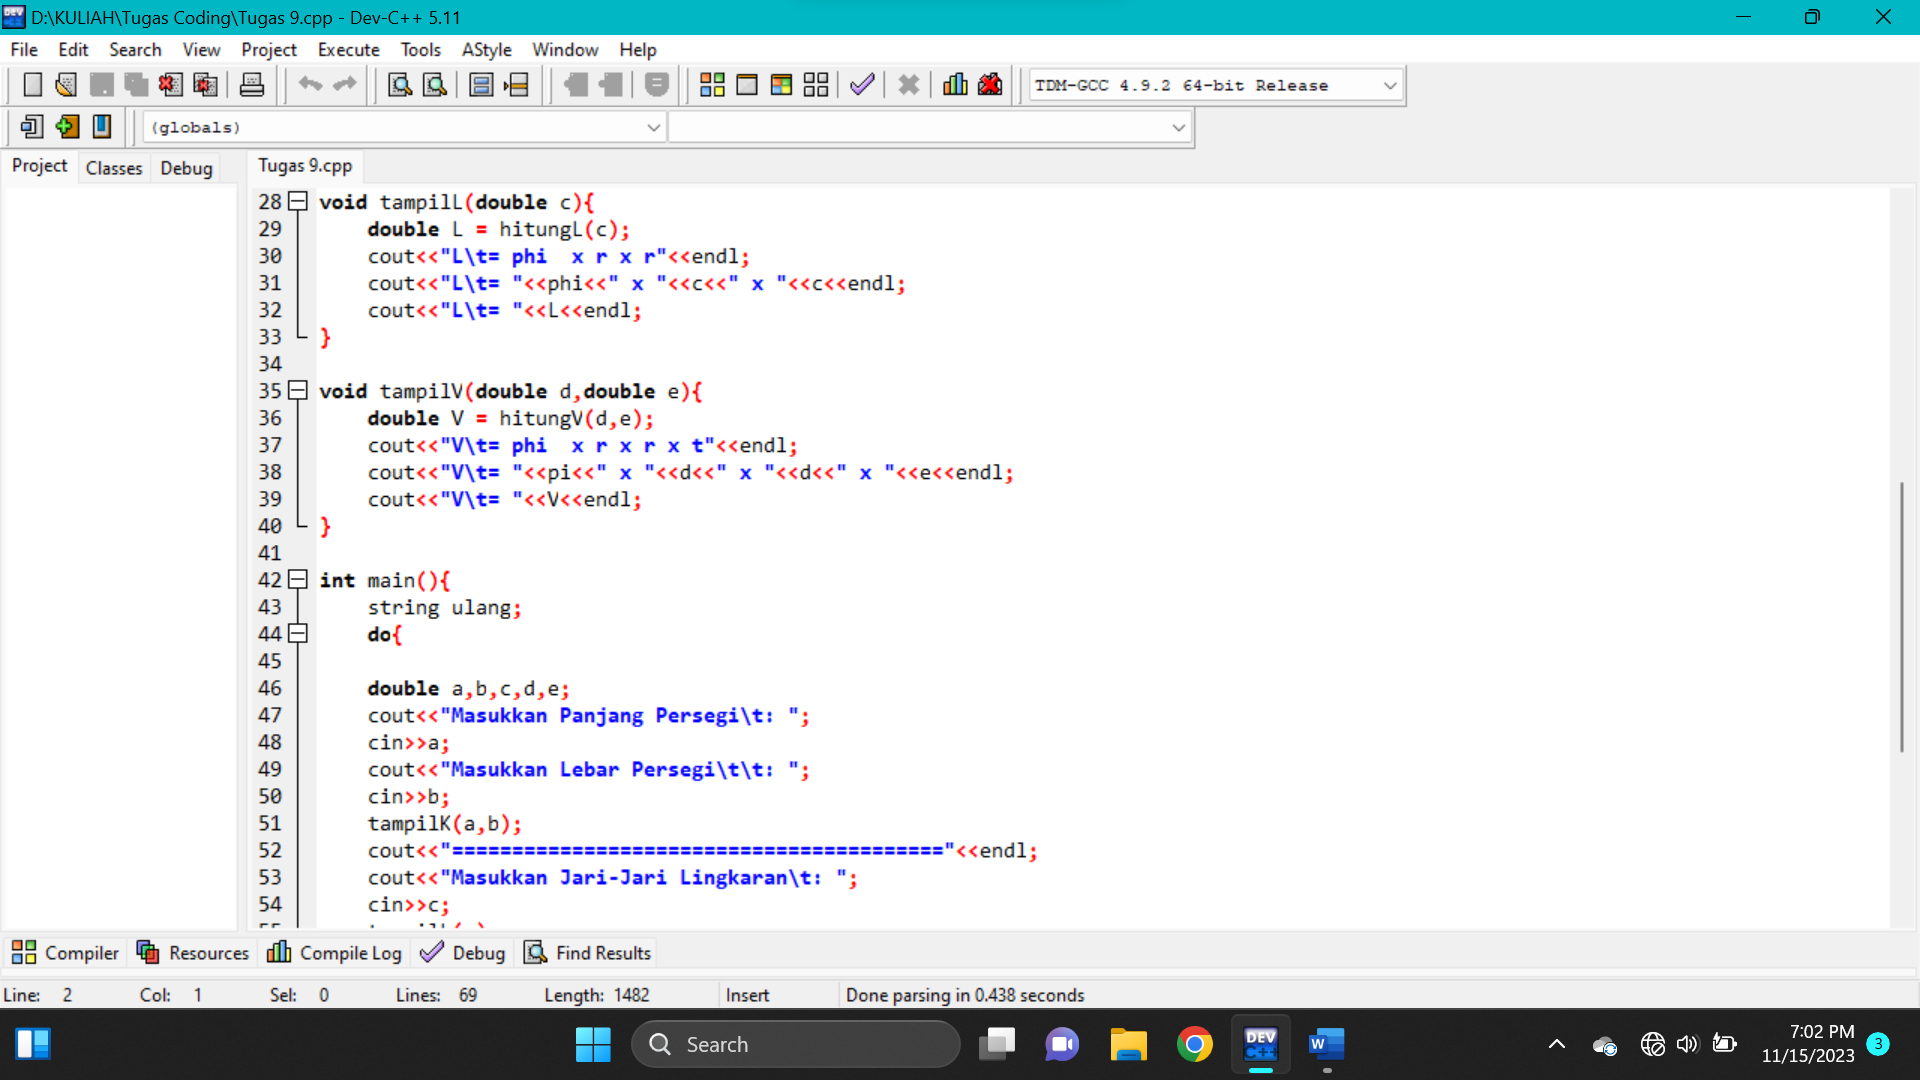 D:\KULIAH\Tugas Coding\Tugas 9.cpp - Dev-C++ 5.11
File Edit Search View Project Execute Tools AStyle Window Help
TDM-GCC 4.9.2 64-bit Release
(globals)
Project Classes Debug Tugas 9.cpp
28 void tampilL(double c){
29 double L = hitungL(c);
30 cout<<"L\t= phi  x r x r"<<endl;
31 cout<<"L\t= "<<phi<<" x "<<c<<" x "<<c<<endl;
32 cout<<"L\t= "<<L<<endl;
33 }
34
35 void tampilV(double d,double e){
36 double V = hitungV(d,e);
37 cout<<"V\t= phi  x r x r x t"<<endl;
38 cout<<"V\t= "<<pi<<" x "<<d<<" x "<<d<<" x "<<e<<endl;
39 cout<<"V\t= "<<V<<endl;
40 }
41
42 int main(){
43 string ulang;
44 do{
45
46 double a,b,c,d,e;
47 cout<<"Masukkan Panjang Persegi\t: ";
48 cin>>a;
49 cout<<"Masukkan Lebar Persegi\t\t: ";
50 cin>>b;
51 tampilK(a,b);
52 cout<<"========================================="<<endl;
53 cout<<"Masukkan Jari-Jari Lingkaran\t: ";
54 cin>>c;
Compiler Resources Compile Log Debug Find Results
Line: 2 Col: 1 Sel: 0 Lines: 69 Length: 1482 Insert Done parsing in 0.438 seconds
Search
DEV C++
W
7:02 PM
11/15/2023
3